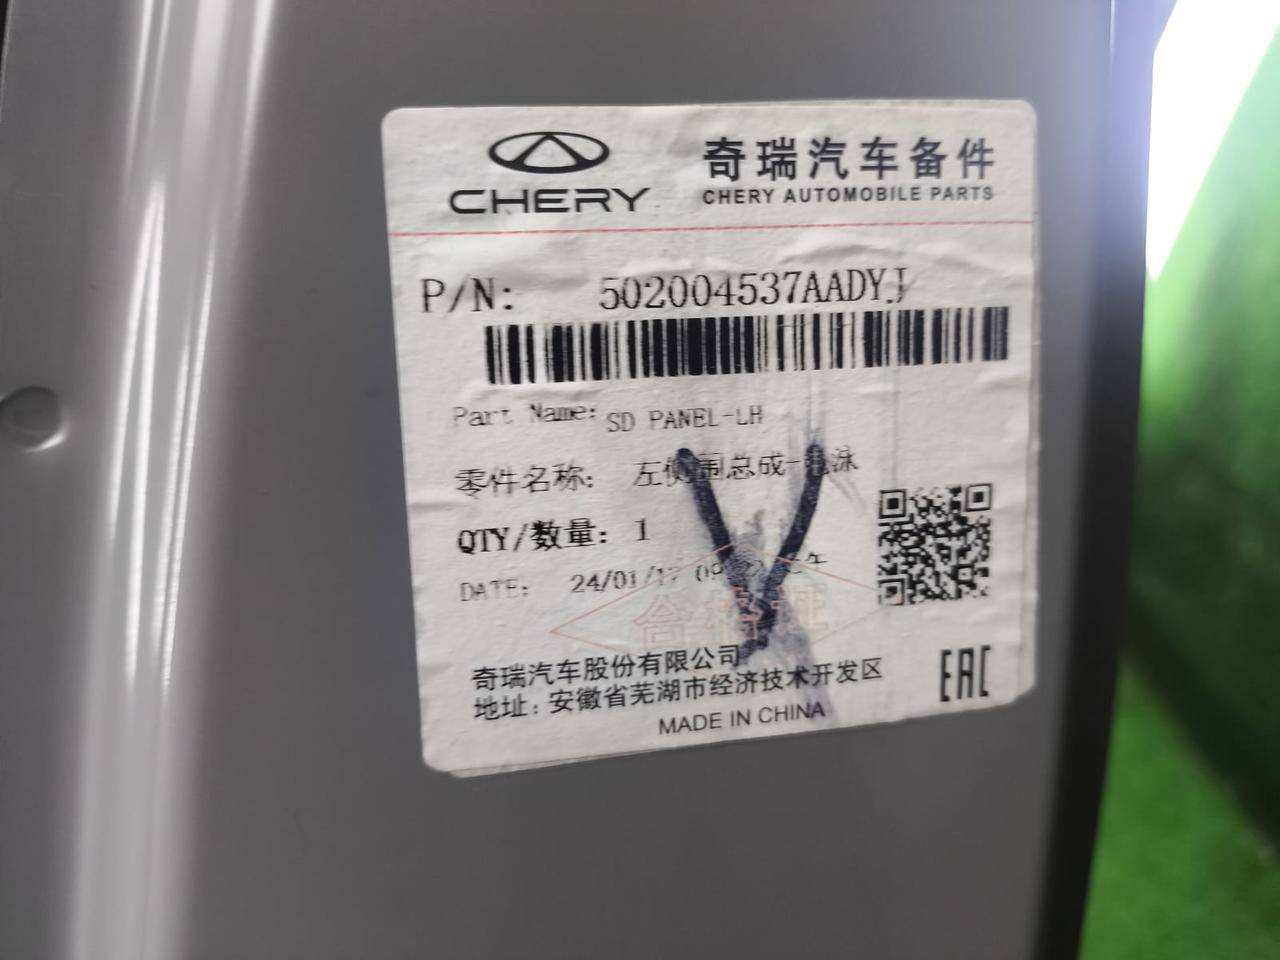 CHERY
奇瑞汽车备件
CHERY AUTOMOBILE PARTS
P/N: 502004537AADYJ
Part Name: SD PANEL-LH
零件名称: 左侧围总成-电泳
QTY/数量: 1
DATE: 24/01/17
合格证
奇瑞汽车股份有限公司
地址: 安徽省芜湖市经济技术开发区
MADE IN CHINA
EAC